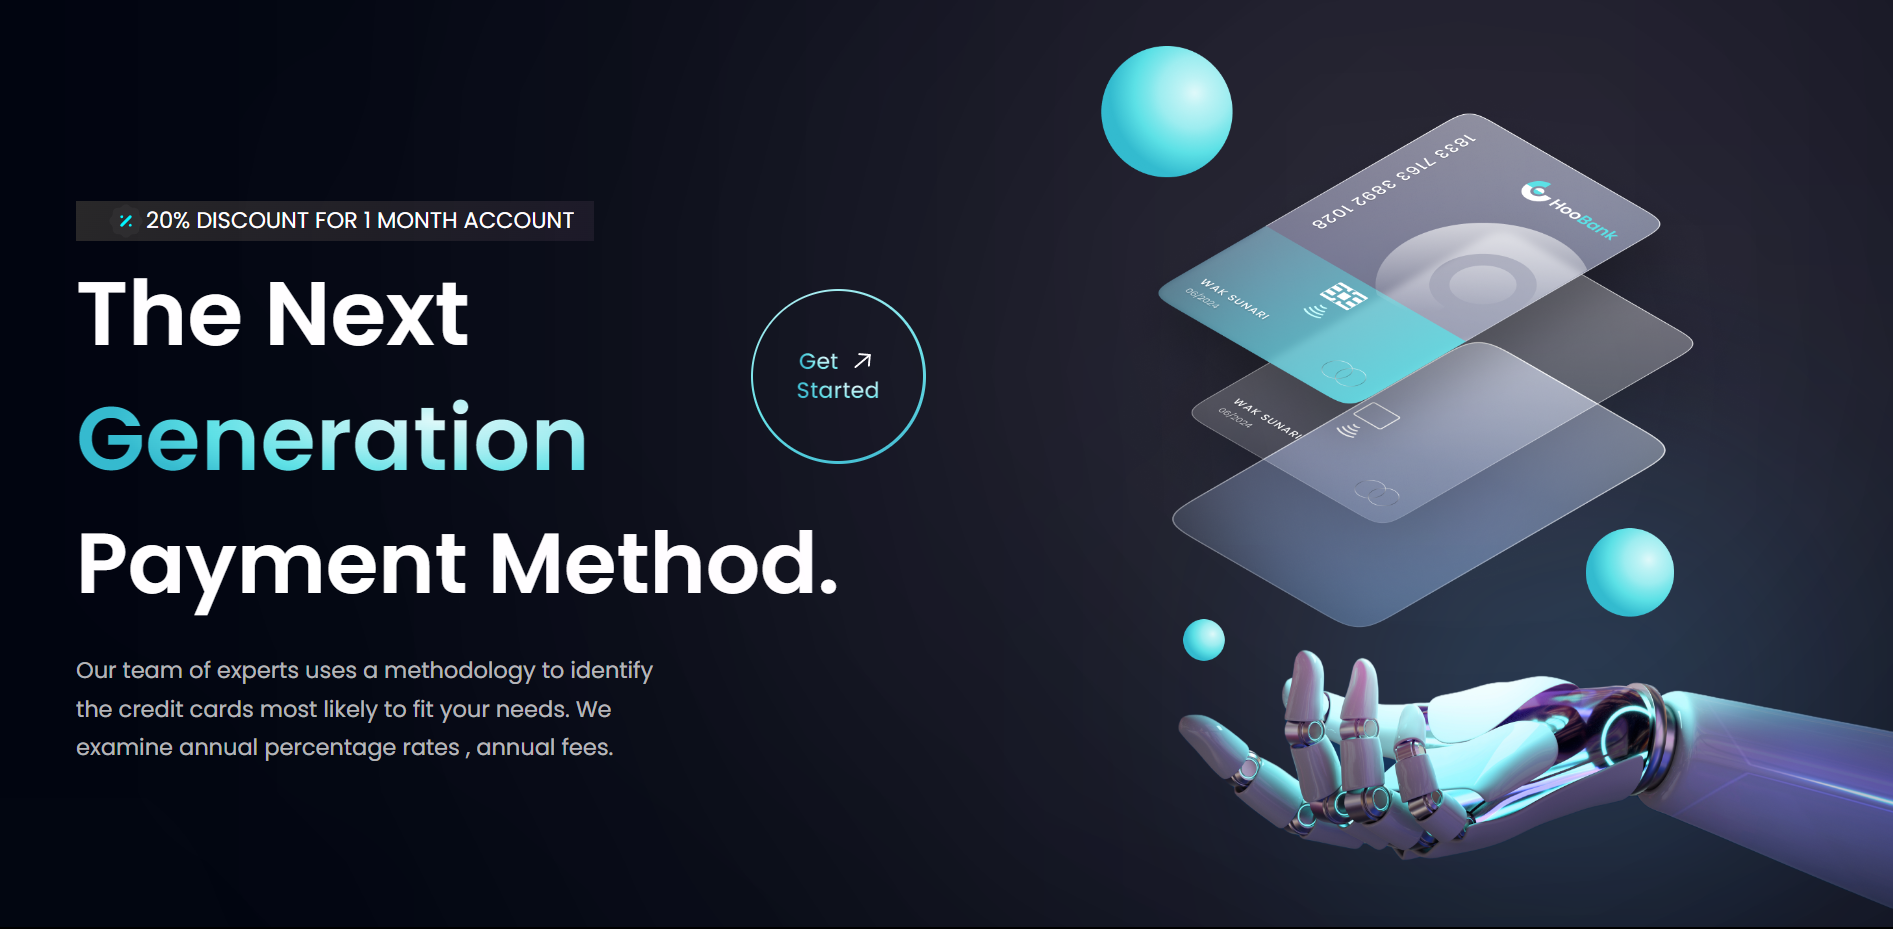 20% DISCOUNT FOR 1 MONTH ACCOUNT
The Next
Generation
Payment Method.
Get
Started
Our team of experts uses a methodology to identify
the credit cards most likely to fit your needs. We
examine annual percentage rates , annual fees.
1833 7163 3892 1028
HooBank
WAK SUNARI
06/2024
WAK SUNARI
06/2024